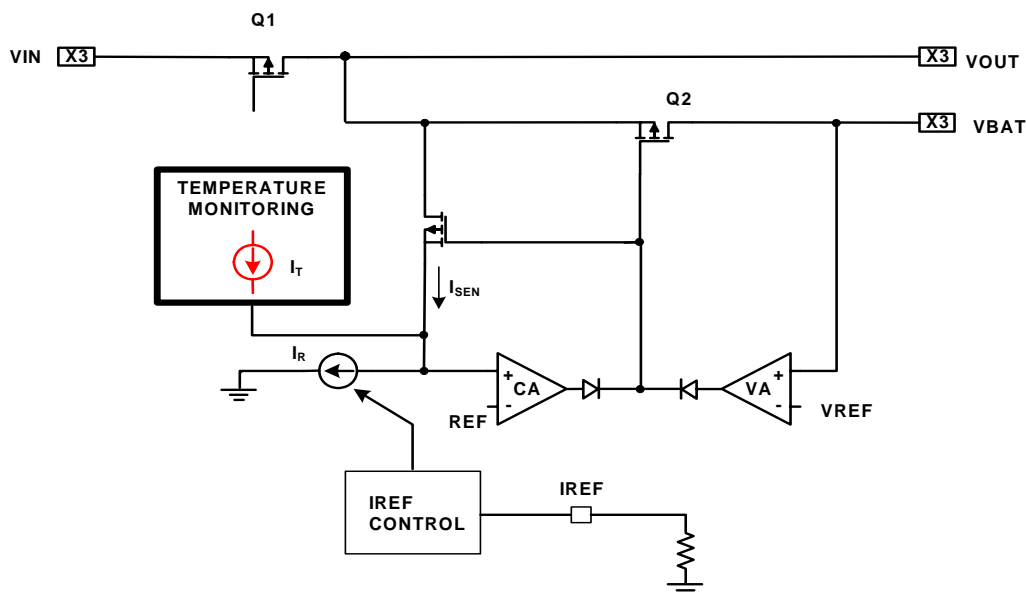 Q1
VIN
X3
X3
VOUT
Q2
X3
VBAT
TEMPERATURE
MONITORING
I_T
I_SEN
I_R
+
CA
-
REF
+
VA
-
VREF
IREF
CONTROL
IREF